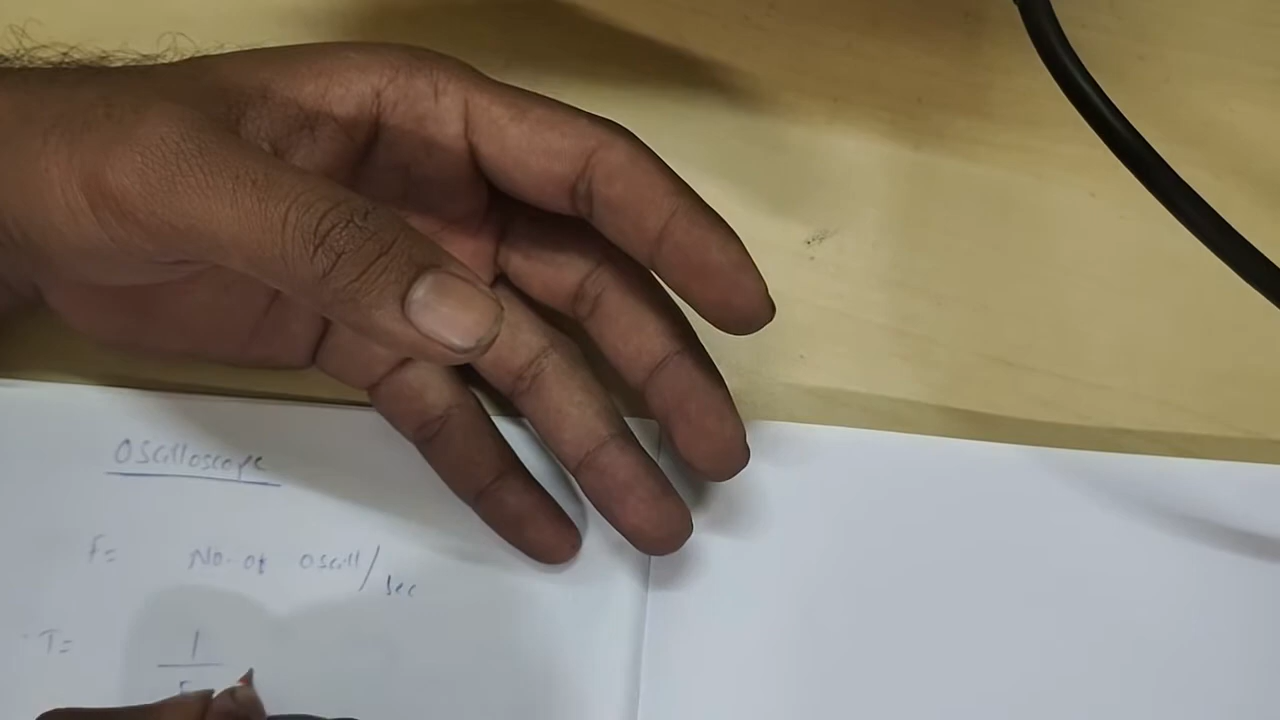 Oscilloscope
F= No. of oscill/sec
T= 1